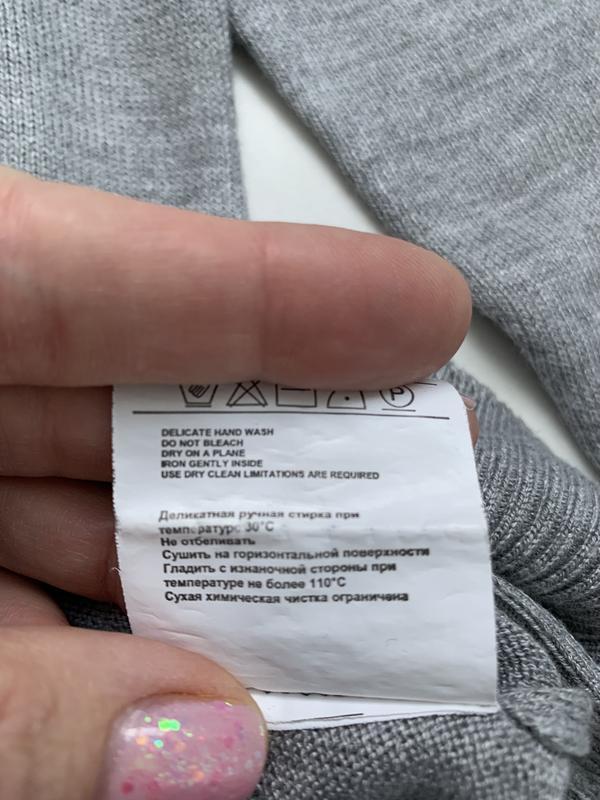 P
DELICATE HAND WASH
DO NOT BLEACH
DRY ON A PLANE
IRON GENTLY INSIDE
USE DRY CLEAN LIMITATIONS ARE REQUIRED
Деликатная ручная стирка при
температуре 30°C
Не отбеливать
Сушить на горизонтальной поверхности
Гладить с изнаночной стороны при
температуре не более 110°C
Сухая химическая чистка ограничена